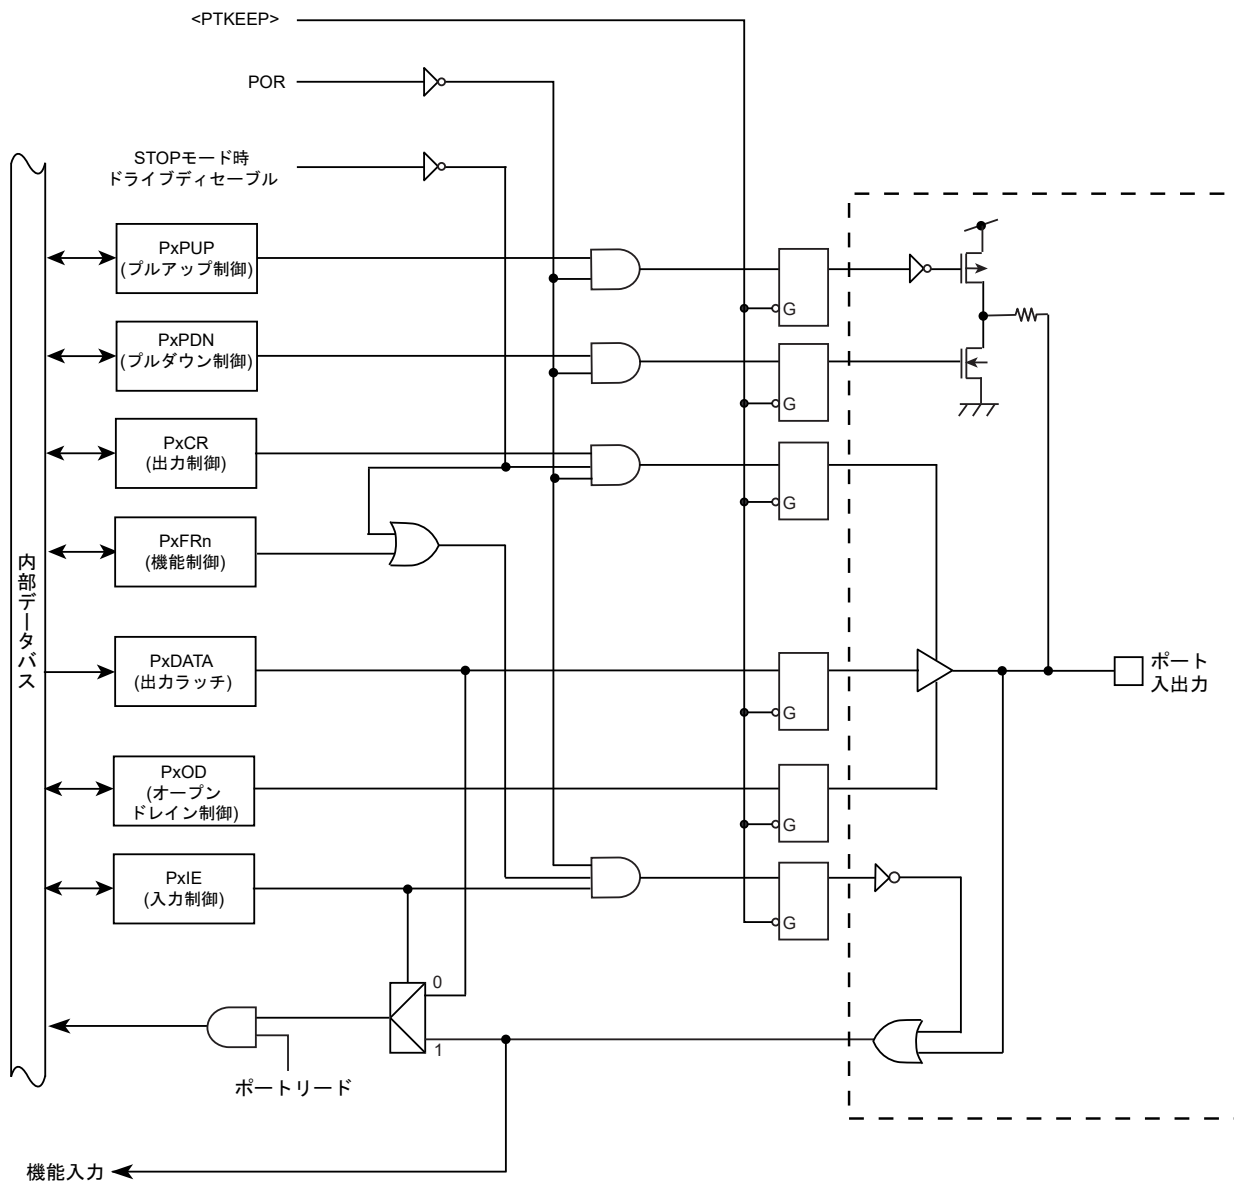 <PTKEEP>
POR
STOPモード時
ドライブディセーブル
PxPUP
(プルアップ制御)
G
PxPDN
(プルダウン制御)
G
PxCR
(出力制御)
G
PxFRn
(機能制御)
内部データバス
PxDATA
(出力ラッチ)
G
ポート
入出力
PxOD
(オープン
ドレイン制御)
G
PxIE
(入力制御)
G
0
1
ポートリード
機能入力